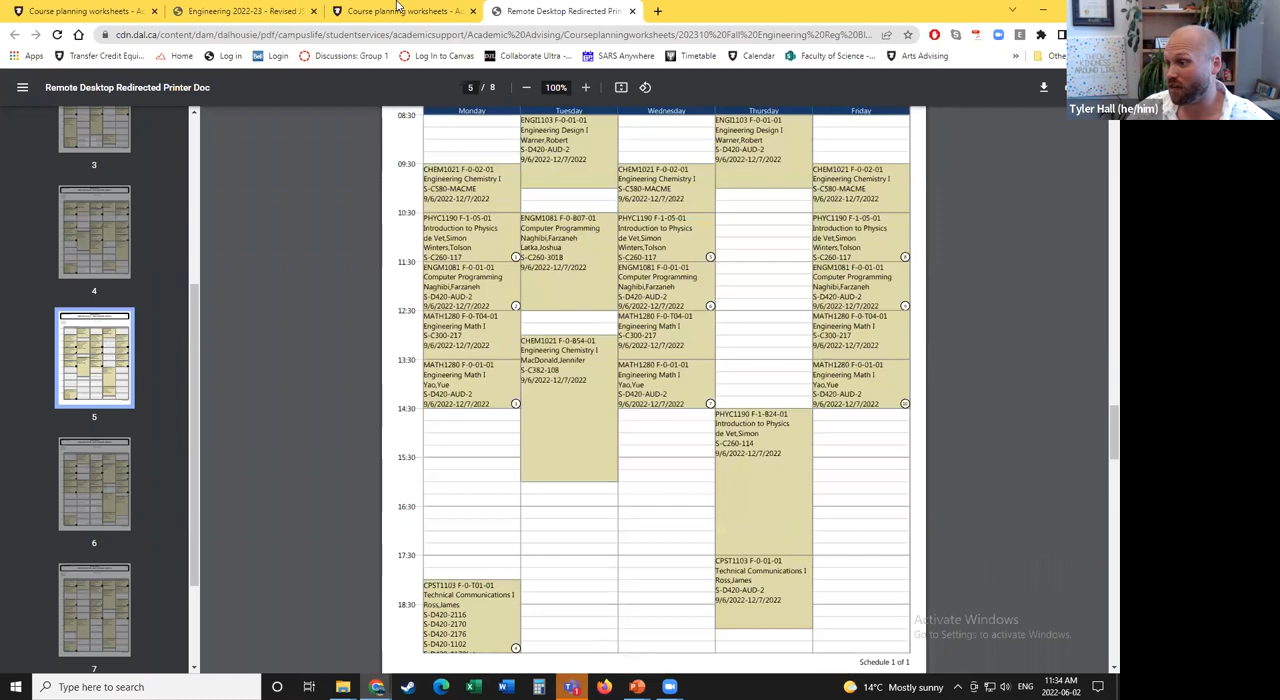 Course planning worksheets - Ac
Engineering 2022-23 - Revised J
Course planning worksheets - Ac
Remote Desktop Redirected Prin
cdn.dal.ca/content/dam/dalhousie/pdf/campuslife/studentservices/academicsupport/Academic%20Advising/Courseplanningworksheets/202310%20Fall%20Engineering%20Reg%20Bl...
Apps
Transfer Credit Equi...
Home
Log in
Login
Discussions: Group 1
Log In to Canvas
Collaborate Ultra -...
SARS Anywhere
Timetable
Calendar
Faculty of Science -...
Arts Advising
»
Other
Remote Desktop Redirected Printer Doc
5 / 8
100%
Tyler Hall (he/him)
3
4
5
6
7
Monday
Tuesday
Wednesday
Thursday
Friday
08:30
09:30
10:30
11:30
12:30
13:30
14:30
15:30
16:30
17:30
18:30
CHEM1021 F-0-02-01
Engineering Chemistry I
S-C580-MACME
9/6/2022-12/7/2022
PHYC1190 F-1-05-01
Introduction to Physics
de Vet,Simon
Winters,Tolson
S-C260-117
ENGM1081 F-0-01-01
Computer Programming
Naghibi,Farzaneh
S-D420-AUD-2
9/6/2022-12/7/2022
MATH1280 F-0-T04-01
Engineering Math I
S-C300-217
9/6/2022-12/7/2022
MATH1280 F-0-01-01
Engineering Math I
Yao,Yue
S-D420-AUD-2
9/6/2022-12/7/2022
CPST1103 F-0-T01-01
Technical Communications I
Ross,James
S-D420-2116
S-D420-2170
S-D420-2176
S-D420-1102
ENGI1103 F-0-01-01
Engineering Design I
Warner,Robert
S-D420-AUD-2
9/6/2022-12/7/2022
ENGM1081 F-0-B07-01
Computer Programming
Naghibi,Farzaneh
Latka,Joshua
S-C260-301B
9/6/2022-12/7/2022
CHEM1021 F-0-B54-01
Engineering Chemistry I
MacDonald,Jennifer
S-C382-108
9/6/2022-12/7/2022
CHEM1021 F-0-02-01
Engineering Chemistry I
S-C580-MACME
9/6/2022-12/7/2022
PHYC1190 F-1-05-01
Introduction to Physics
de Vet,Simon
Winters,Tolson
S-C260-117
ENGM1081 F-0-01-01
Computer Programming
Naghibi,Farzaneh
S-D420-AUD-2
9/6/2022-12/7/2022
MATH1280 F-0-T04-01
Engineering Math I
S-C300-217
9/6/2022-12/7/2022
MATH1280 F-0-01-01
Engineering Math I
Yao,Yue
S-D420-AUD-2
9/6/2022-12/7/2022
ENGI1103 F-0-01-01
Engineering Design I
Warner,Robert
S-D420-AUD-2
9/6/2022-12/7/2022
PHYC1190 F-1-B24-01
Introduction to Physics
de Vet,Simon
S-C260-114
9/6/2022-12/7/2022
CPST1103 F-0-01-01
Technical Communications I
Ross,James
S-D420-AUD-2
9/6/2022-12/7/2022
CHEM1021 F-0-02-01
Engineering Chemistry I
S-C580-MACME
9/6/2022-12/7/2022
PHYC1190 F-1-05-01
Introduction to Physics
de Vet,Simon
Winters,Tolson
S-C260-117
ENGM1081 F-0-01-01
Computer Programming
Naghibi,Farzaneh
S-D420-AUD-2
9/6/2022-12/7/2022
MATH1280 F-0-T04-01
Engineering Math I
S-C300-217
9/6/2022-12/7/2022
MATH1280 F-0-01-01
Engineering Math I
Yao,Yue
S-D420-AUD-2
9/6/2022-12/7/2022
Schedule 1 of 1
Activate Windows
Go to Settings to activate Windows.
Type here to search
14°C Mostly sunny
ENG
11:34 AM
2022-06-02